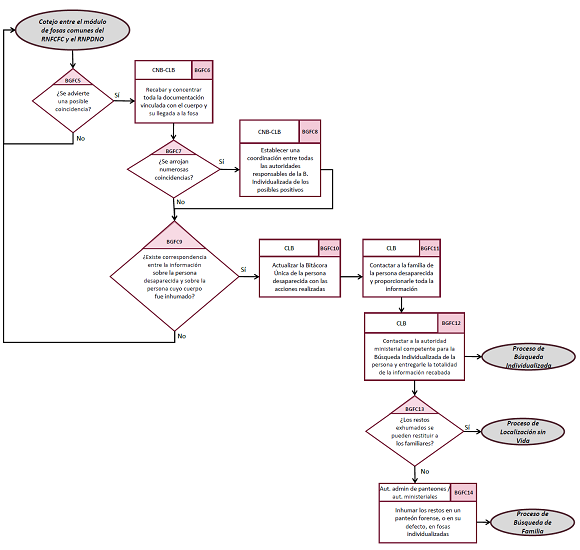 Cotejo entre el módulo
de fosas comunes del
RNFCFC y el RNPDNO
BGFC5
¿Se advierte
una posible
coincidencia?
Sí
No
CNB-CLB
BGFC6
Recabar y concentrar
toda la documentación
vinculada con el cuerpo y
su llegada a la fosa
BGFC7
¿Se arrojan
numerosas
coincidencias?
Sí
No
CNB-CLB
BGFC8
Establecer una
coordinación entre todas
las autoridades
responsables de la B.
Individualizada de los
posibles positivos
BGFC9
¿Existe correspondencia
entre la información
sobre la persona
desaparecida y sobre la
persona cuyo cuerpo
fue inhumado?
Sí
No
CLB
BGFC10
Actualizar la Bitácora
Única de la persona
desaparecida con las
acciones realizadas
CLB
BGFC11
Contactar a la familia de
la persona desaparecida
y proporcionarle toda la
información
CLB
BGFC12
Contactar a la autoridad
ministerial competente para la
Búsqueda Individualizada de la
persona y entregarle la totalidad
de la información recabada
Proceso de
Búsqueda
Individualizada
BGFC13
¿Los restos
exhumados se
pueden restituir a
los familiares?
Sí
No
Proceso de
Localización sin
Vida
Aut. admin de panteones /
aut. ministeriales
BGFC14
Inhumar los restos en un
panteón forense, o en su
defecto, en fosas
individualizadas
Proceso de
Búsqueda de
Familia